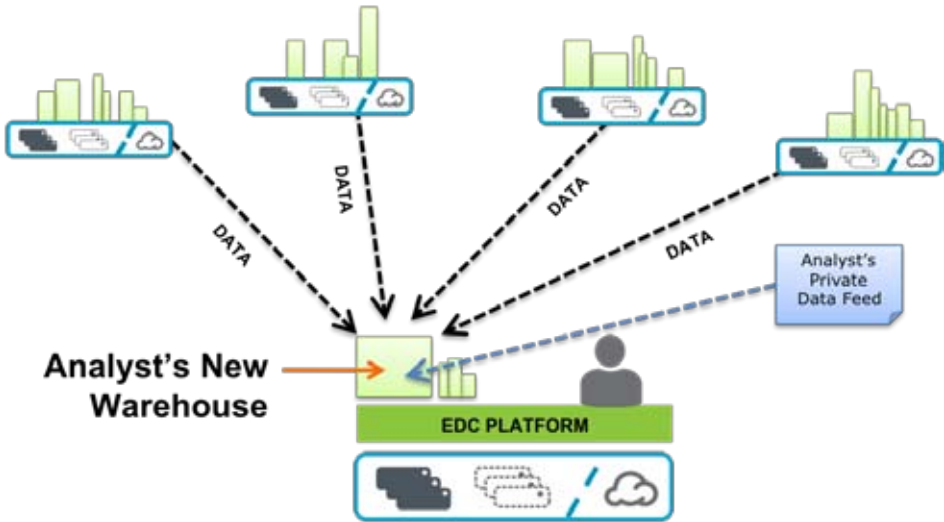 DATA
DATA
DATA
DATA
Analyst's
Private
Data Feed
Analyst's New
Warehouse
EDC PLATFORM